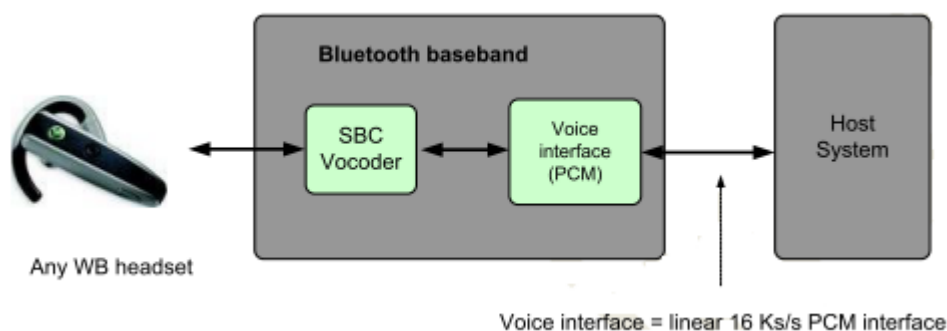 Bluetooth baseband
SBC
Vocoder
Voice
interface
(PCM)
Host
System
Any WB headset
Voice interface = linear 16 Ks/s PCM interface